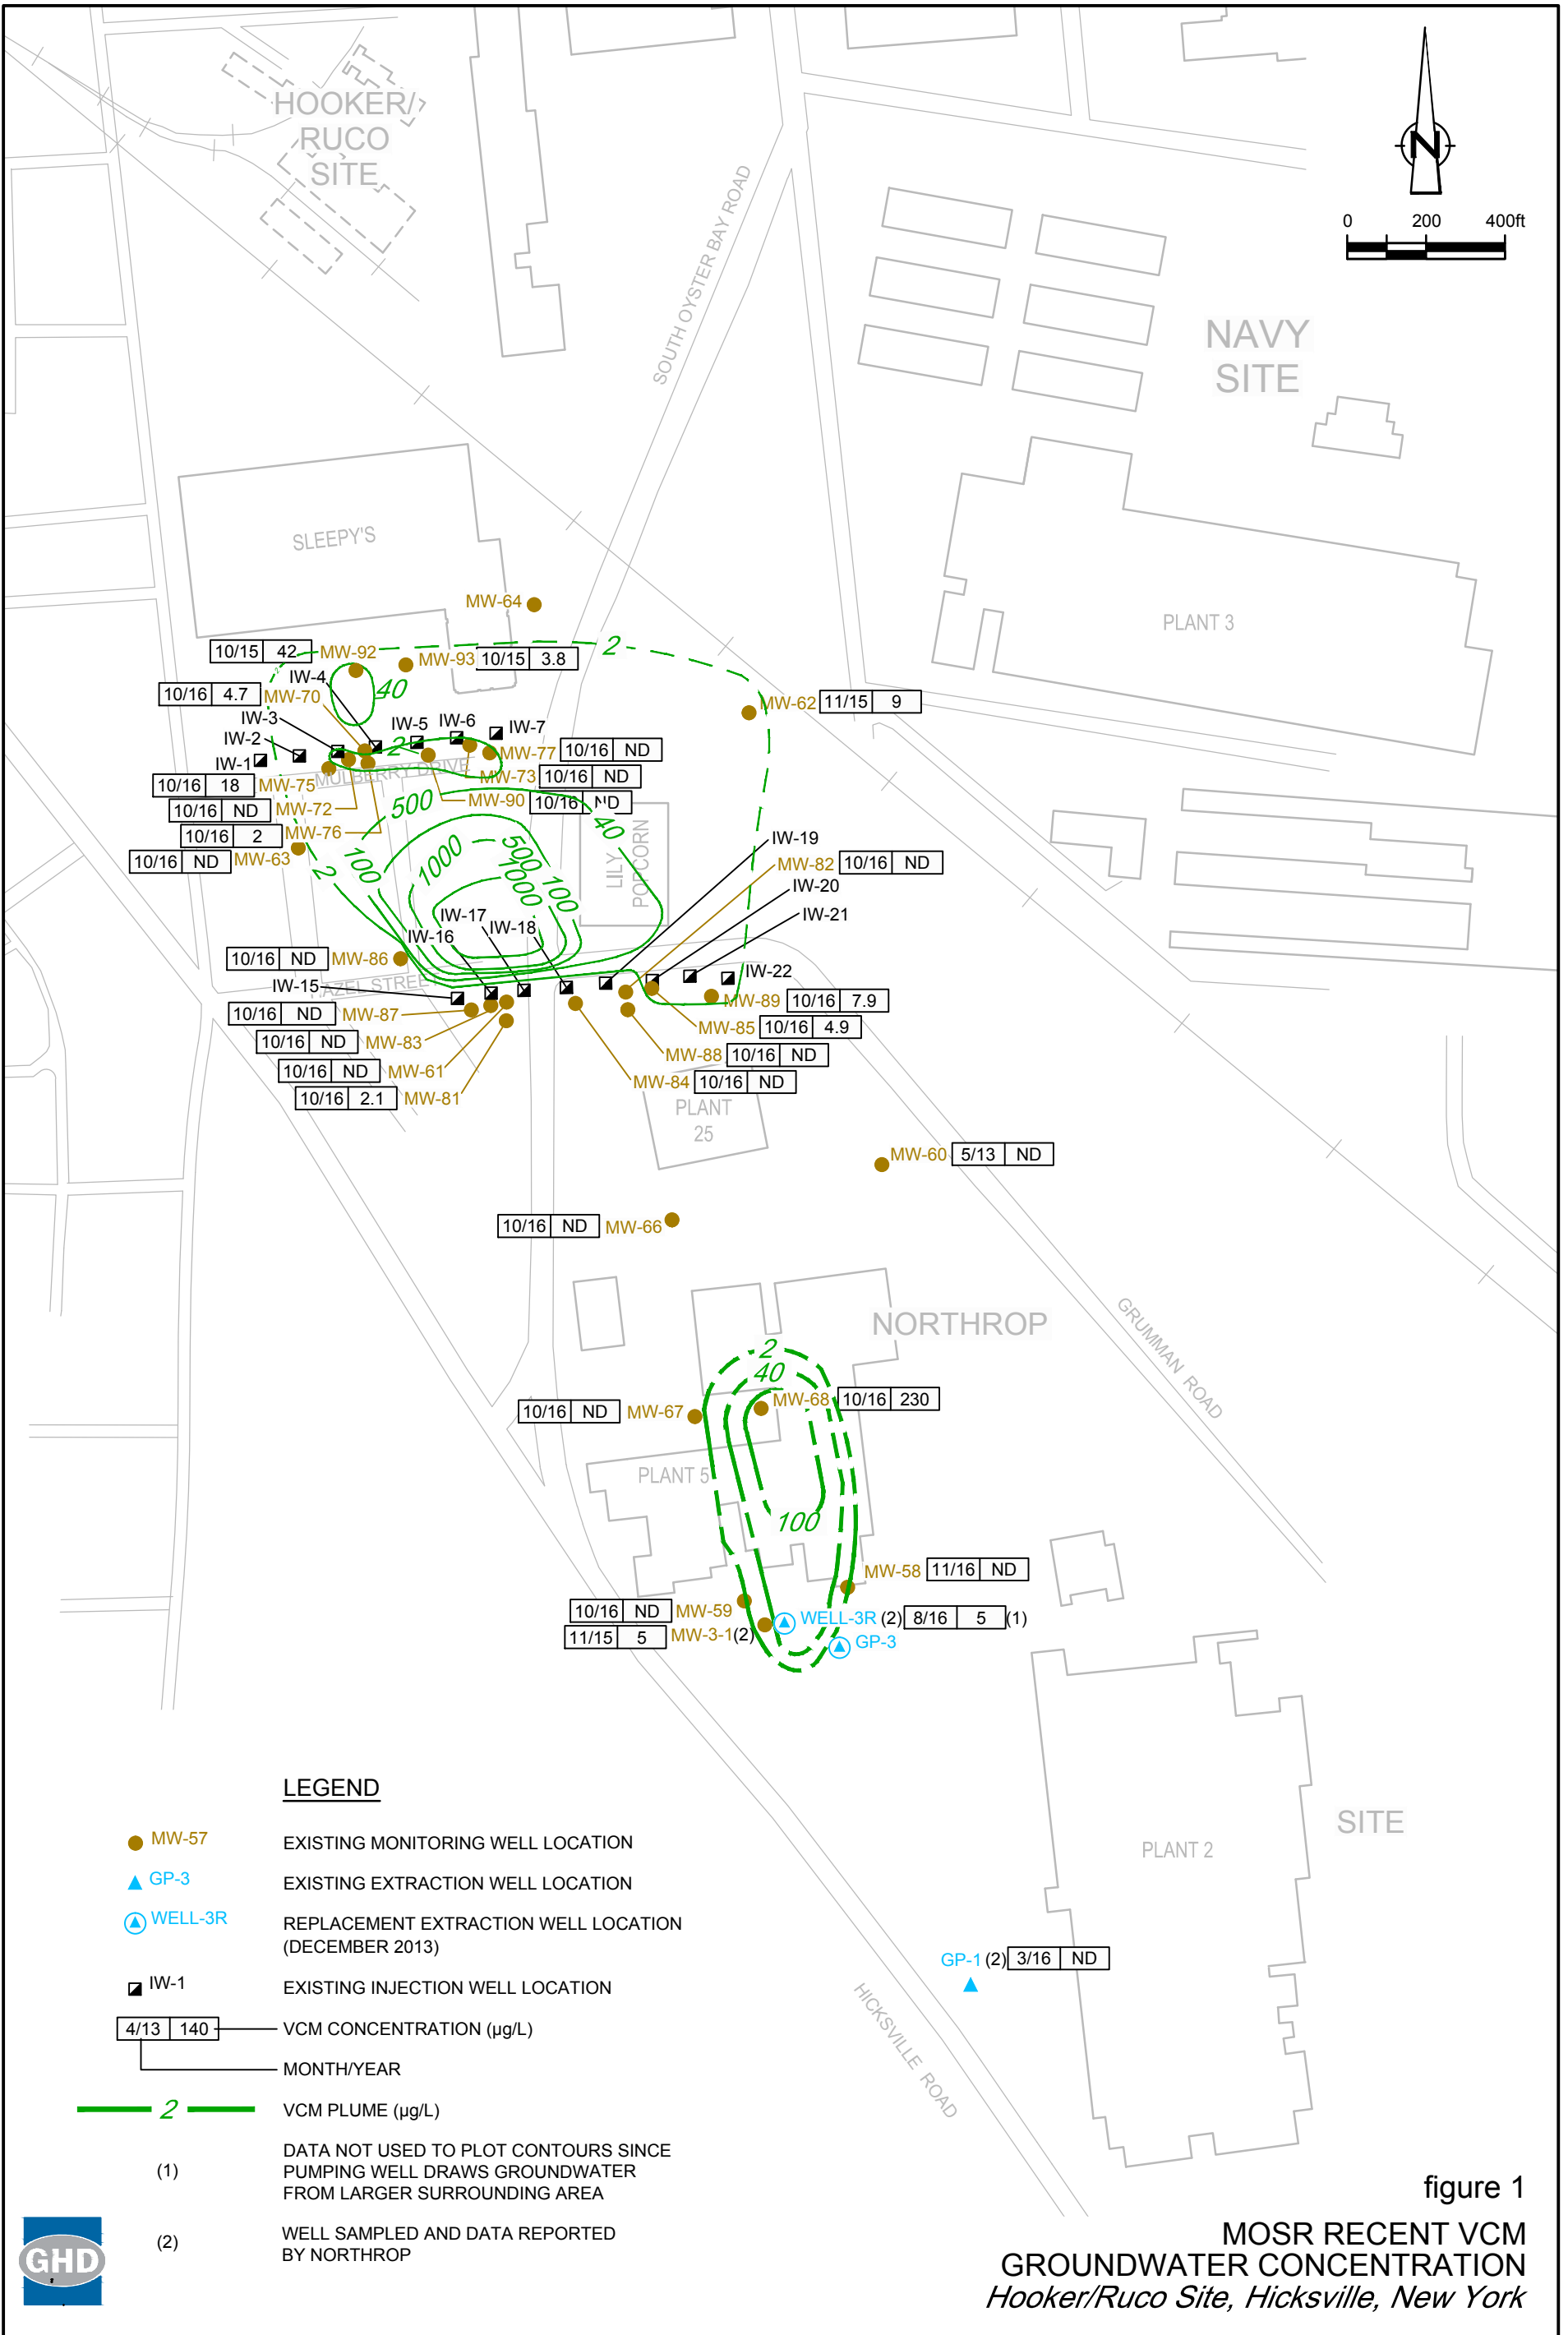 HOOKER/
RUCO
SITE
N
0 200 400ft
SOUTH OYSTER BAY ROAD
NAVY
SITE
SLEEPY'S
PLANT 3
MW-64
2
10/15 42 MW-92
MW-93 10/15 3.8
IW-4
40
10/16 4.7 MW-70
MW-62 11/15 9
IW-3
IW-5
IW-6
IW-7
IW-2
2
IW-1
MW-77 10/16 ND
MULBERRY DRIVE
10/16 18 MW-75
MW-73 10/16 ND
10/16 ND MW-72
MW-90 10/16 ND
500
40
10/16 2 MW-76
10/16 ND MW-63
IW-19
MW-82 10/16 ND
LILY
POPCORN
2
100
1000
500
1000
100
IW-20
IW-17
IW-18
IW-21
IW-16
10/16 ND MW-86
IW-22
IW-15
AZEL STREET
MW-89 10/16 7.9
10/16 ND MW-87
MW-85 10/16 4.9
10/16 ND MW-83
MW-88 10/16 ND
10/16 ND MW-61
MW-84 10/16 ND
10/16 2.1 MW-81
PLANT
25
MW-60 5/13 ND
10/16 ND MW-66
NORTHROP
GRUMMAN ROAD
2
40
MW-68 10/16 230
10/16 ND MW-67
PLANT 5
100
MW-58 11/16 ND
10/16 ND MW-59
WELL-3R (2) 8/16 5 (1)
11/15 5 MW-3-1(2)
GP-3
SITE
PLANT 2
GP-1 (2) 3/16 ND
HICKSVILLE ROAD
LEGEND
MW-57 EXISTING MONITORING WELL LOCATION
GP-3 EXISTING EXTRACTION WELL LOCATION
WELL-3R REPLACEMENT EXTRACTION WELL LOCATION
(DECEMBER 2013)
IW-1 EXISTING INJECTION WELL LOCATION
4/13 140 VCM CONCENTRATION (µg/L)
MONTH/YEAR
2 VCM PLUME (µg/L)
(1) DATA NOT USED TO PLOT CONTOURS SINCE
PUMPING WELL DRAWS GROUNDWATER
FROM LARGER SURROUNDING AREA
(2) WELL SAMPLED AND DATA REPORTED
BY NORTHROP
GHD
figure 1
MOSR RECENT VCM
GROUNDWATER CONCENTRATION
Hooker/Ruco Site, Hicksville, New York